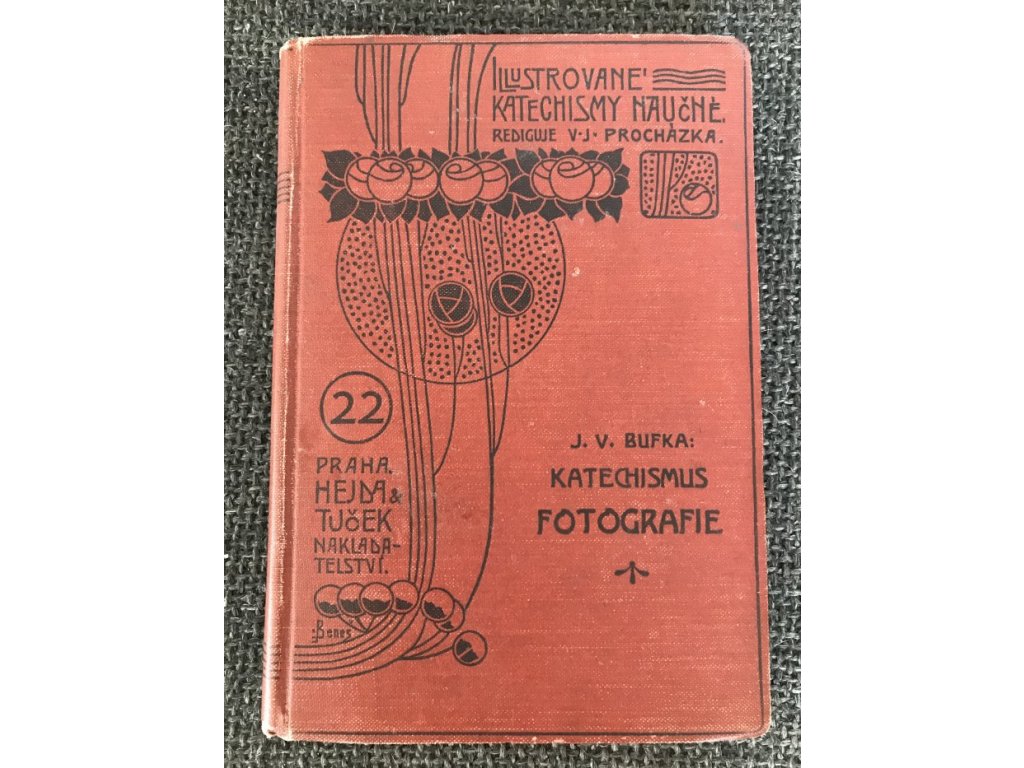 ILLUSTROVANÉ
KATECHISMY NAUČNÉ.
REDIGUJE V·J· PROCHÁZKA.
22
PRAHA.
HEJDA &
TUČEK
NAKLADA-
TELSTVÍ.
Beneš
J. V. BUFKA:
KATECHISMUS
FOTOGRAFIE